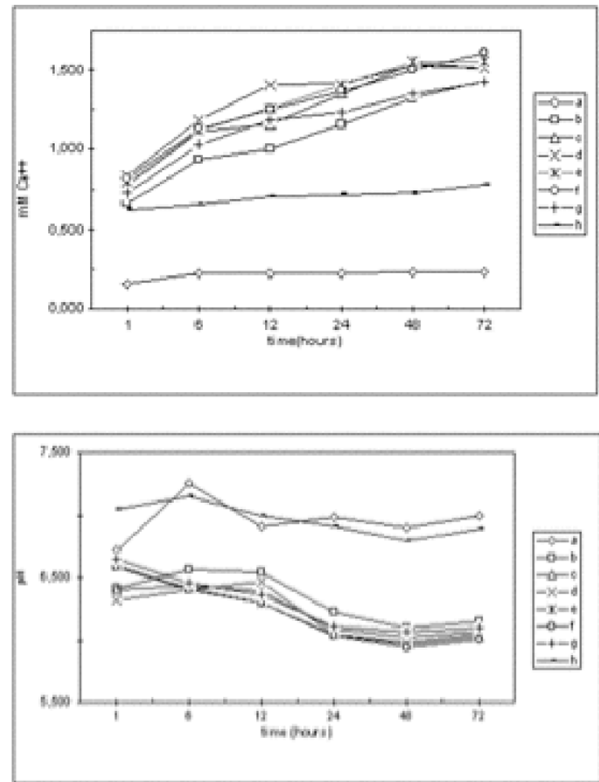 1,500
1,000
0,500
0,000
mM Ca++
1 6 12 24 48 72
time(hours)
a
b
c
d
e
f
g
h
7,500
6,500
5,500
pH
1 6 12 24 48 72
time (hours)
a
b
c
d
e
f
g
h